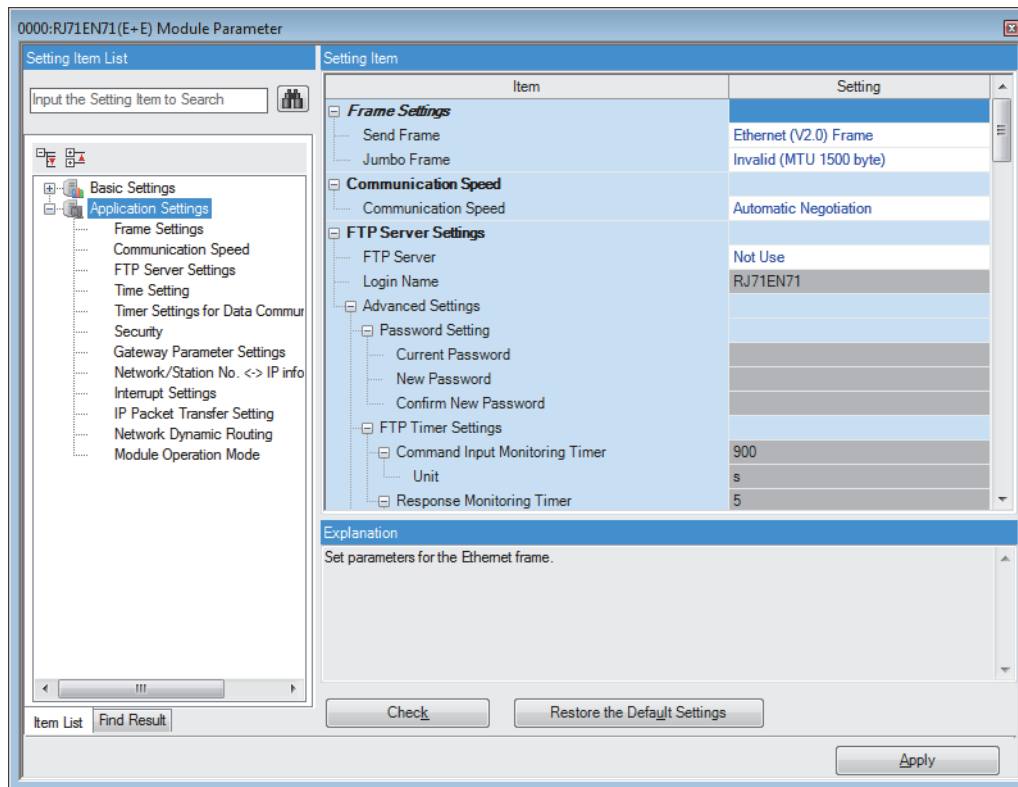 0000:RJ71EN71(E+E) Module Parameter
Setting Item List
Input the Setting Item to Search
Basic Settings
Application Settings
Frame Settings
Communication Speed
FTP Server Settings
Time Setting
Timer Settings for Data Commur
Security
Gateway Parameter Settings
Network/Station No. <-> IP info
Interrupt Settings
IP Packet Transfer Setting
Network Dynamic Routing
Module Operation Mode
Item List Find Result
Setting Item
Item Setting
Frame Settings
Send Frame Ethernet (V2.0) Frame
Jumbo Frame Invalid (MTU 1500 byte)
Communication Speed
Communication Speed Automatic Negotiation
FTP Server Settings
FTP Server Not Use
Login Name RJ71EN71
Advanced Settings
Password Setting
Current Password
New Password
Confirm New Password
FTP Timer Settings
Command Input Monitoring Timer 900
Unit s
Response Monitoring Timer 5
Explanation
Set parameters for the Ethernet frame.
Check Restore the Default Settings
Apply